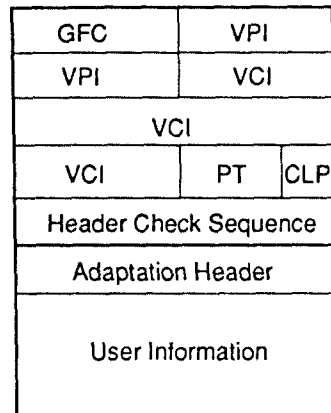 GFC VPI
VPI VCI
VCI
VCI PT CLP
Header Check Sequence
Adaptation Header
User Information